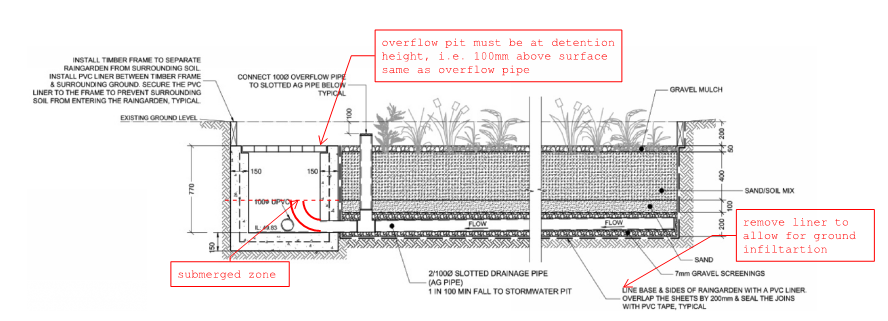 overflow pit must be at detention
height, i.e. 100mm above surface
same as overflow pipe
INSTALL TIMBER FRAME TO SEPARATE
RAINGARDEN FROM SURROUNDING SOIL.
INSTALL PVC LINER BETWEEN TIMBER FRAME
& SURROUNDING GROUND. SECURE THE PVC
LINER TO THE FRAME TO PREVENT SURROUNDING
SOIL FROM ENTERING THE RAINGARDEN, TYPICAL.
CONNECT 100Ø OVERFLOW PIPE
TO SLOTTED AG PIPE BELOW
TYPICAL
EXISTING GROUND LEVEL
100
GRAVEL MULCH
200
50
150
150
770
400
SAND/SOIL MIX
100Ø UPVC
100
IL: 49.83
FLOW
FLOW
200
150
SAND
remove liner to
allow for ground
infiltartion
submerged zone
2/100Ø SLOTTED DRAINAGE PIPE
(AG PIPE)
1 IN 100 MIN FALL TO STORMWATER PIT
7mm GRAVEL SCREENINGS
LINE BASE & SIDES OF RAINGARDEN WITH A PVC LINER.
OVERLAP THE SHEETS BY 200mm & SEAL THE JOINS
WITH PVC TAPE, TYPICAL